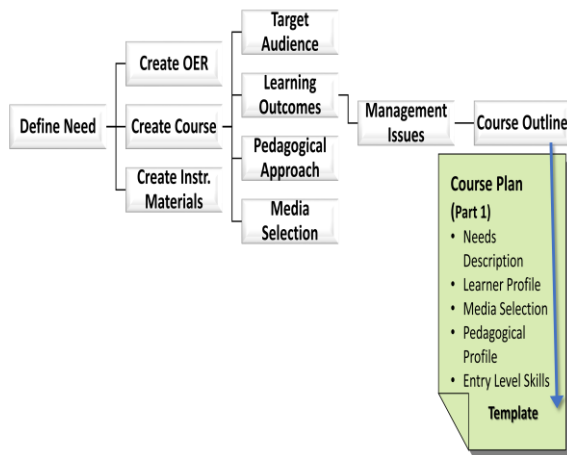 Define Need
Create OER
Create Course
Create Instr.
Materials
Target
Audience
Learning
Outcomes
Pedagogical
Approach
Media
Selection
Management
Issues
Course Outline
Course Plan
(Part 1)
• Needs
Description
• Learner Profile
• Media Selection
• Pedagogical
Profile
• Entry Level Skills
Template